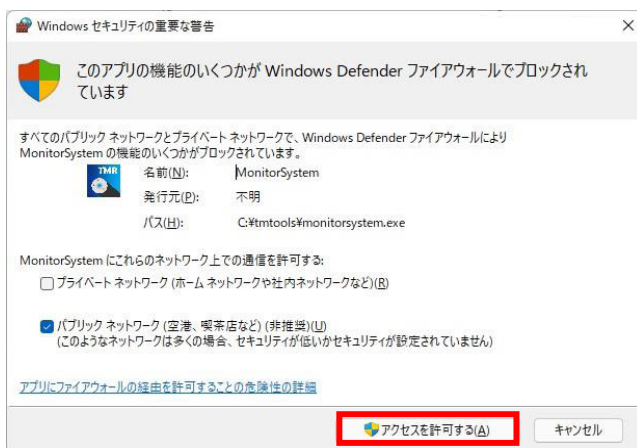 Windows セキュリティの重要な警告
このアプリの機能のいくつかが Windows Defender ファイアウォールでブロックされ
ています
すべてのパブリック ネットワークとプライベート ネットワークで、Windows Defender ファイアウォールにより
MonitorSystem の機能のいくつかがブロックされています。
TMR
名前(N): MonitorSystem
発行元(P): 不明
パス(H): C:¥tmtools¥monitorsystem.exe
MonitorSystem にこれらのネットワーク上での通信を許可する:
プライベート ネットワーク (ホーム ネットワークや社内ネットワークなど)(R)
パブリック ネットワーク (空港、喫茶店など) (非推奨)(U)
(このようなネットワークは多くの場合、セキュリティが低いかセキュリティが設定されていません)
アプリにファイアウォールの経由を許可することの危険性の詳細
アクセスを許可する(A) キャンセル